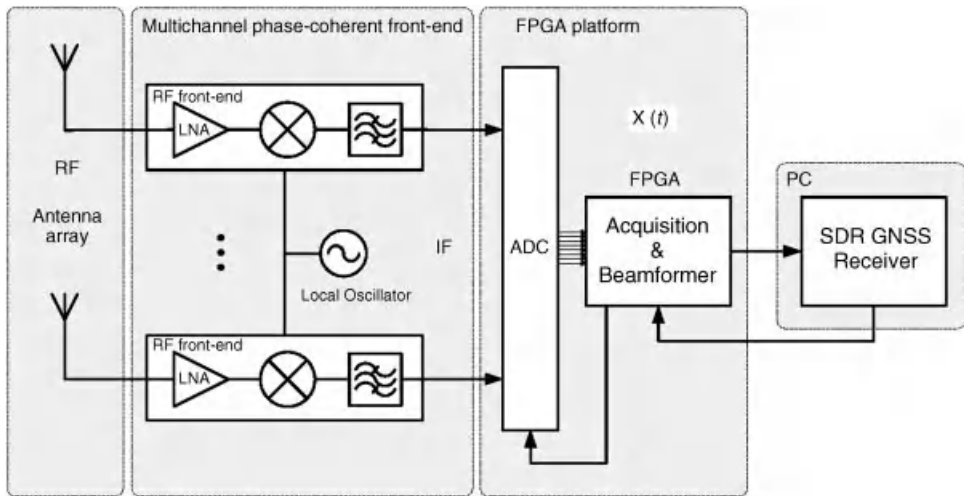 Multichannel phase-coherent front-end
FPGA platform
RF front-end
LNA
X (t)
RF
FPGA
PC
Antenna
array
IF
ADC
Acquisition
&
Beamformer
SDR GNSS
Receiver
Local Oscillator
RF front-end
LNA